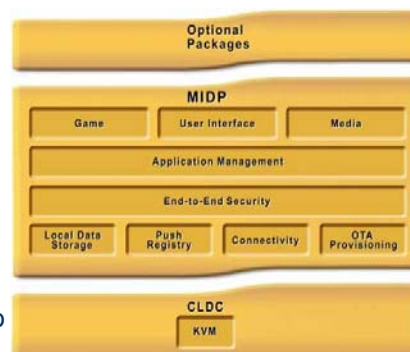 Optional
Packages
MIDP
Game
User Interface
Media
Application Management
End-to-End Security
Local Data
Storage
Push
Registry
Connectivity
OTA
Provisioning
CLDC
KVM